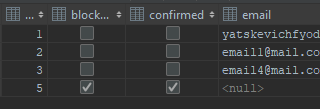 ... block... confirmed email
1 yatskevichfyod
2 email1@mail.co
3 email4@mail.co
5 <null>